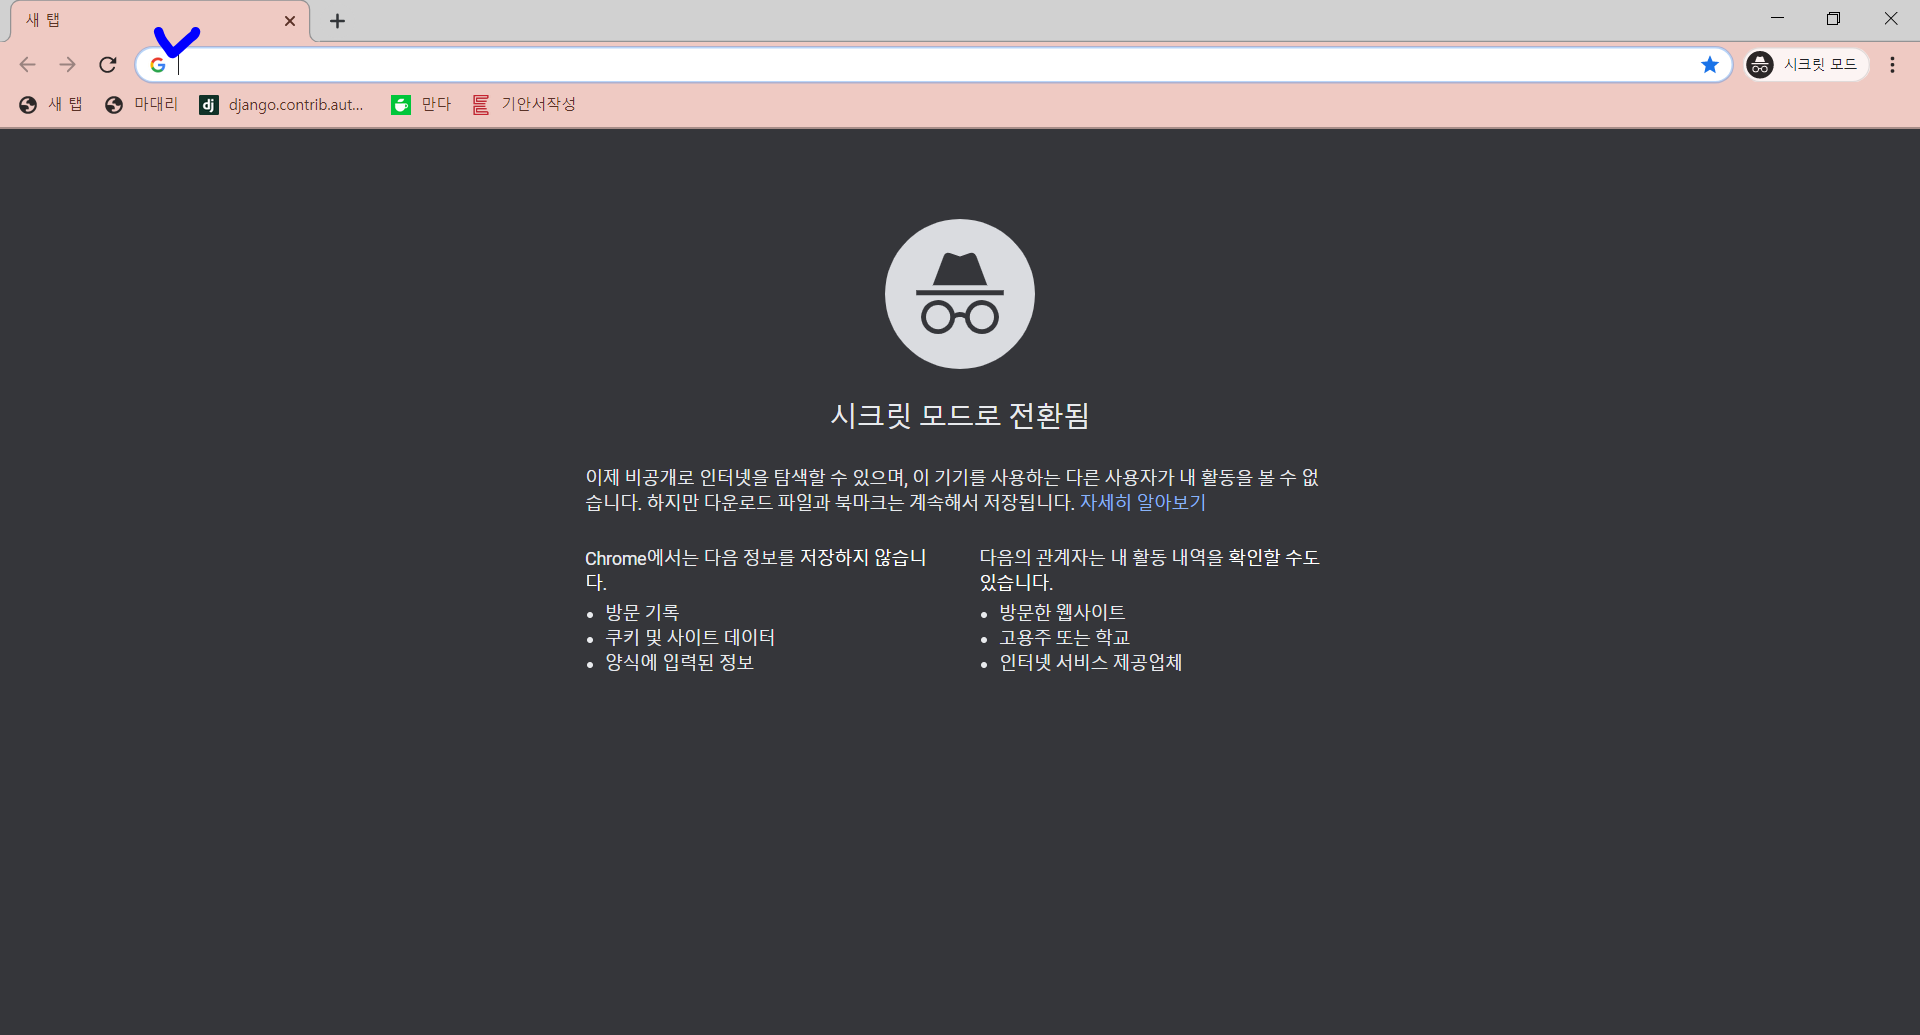 새 탭
시크릿 모드
새 탭
마대리
dj
django.contrib.aut...
만다
기안서작성
시크릿 모드로 전환됨
이제 비공개로 인터넷을 탐색할 수 있으며, 이 기기를 사용하는 다른 사용자가 내 활동을 볼 수 없
습니다. 하지만 다운로드 파일과 북마크는 계속해서 저장됩니다. 자세히 알아보기
Chrome에서는 다음 정보를 저장하지 않습니
다.
• 방문 기록
• 쿠키 및 사이트 데이터
• 양식에 입력된 정보
다음의 관계자는 내 활동 내역을 확인할 수도
있습니다.
• 방문한 웹사이트
• 고용주 또는 학교
• 인터넷 서비스 제공업체